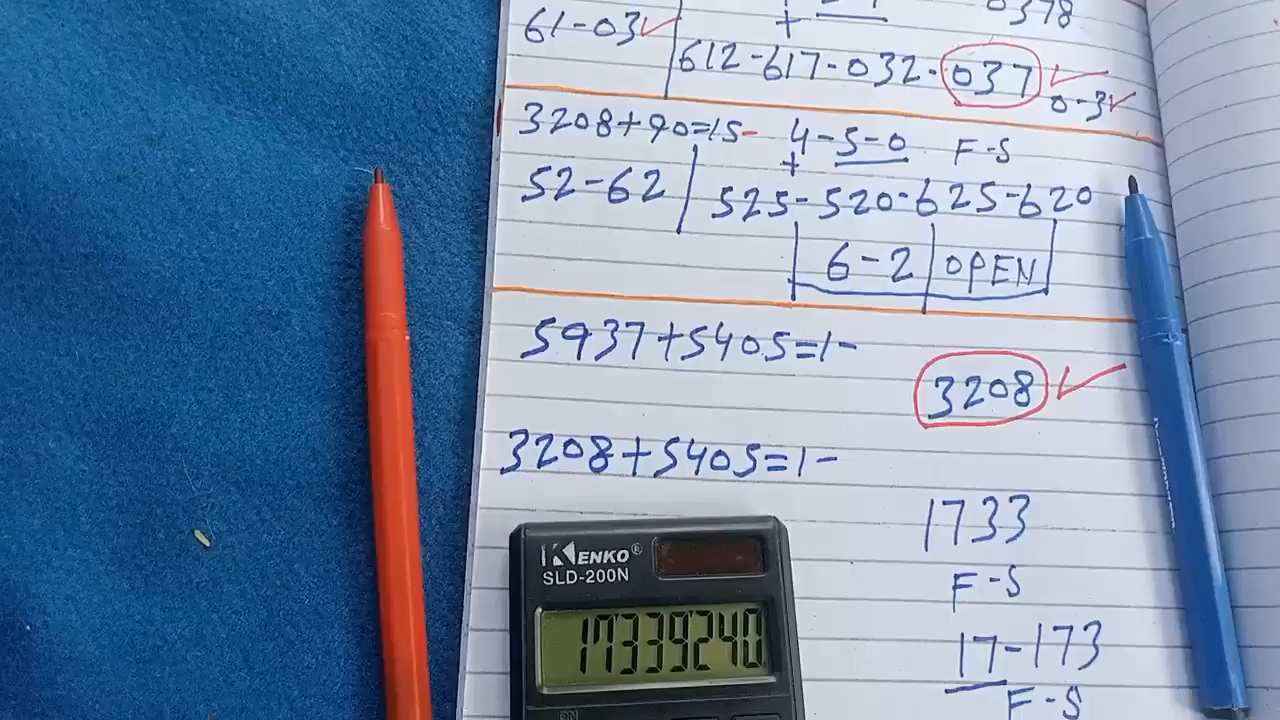 0378
61-03
612-617-032-037
0-3
3208+90=15- 4-5-0 F-S
+
52-62 525-520-625-620
6-2 OPEN
5937+5405=1-
3208
3208+5405=1-
1733
F-S
17-173
F-S
KENKO®
SLD-200N
17339240